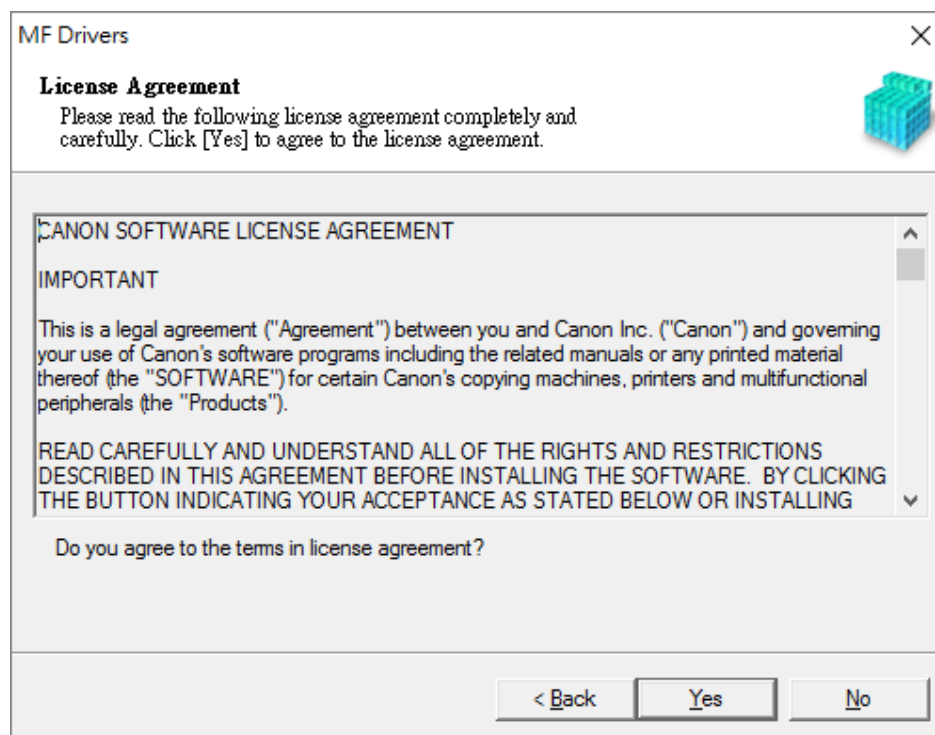 MF Drivers
License Agreement
Please read the following license agreement completely and
carefully. Click [Yes] to agree to the license agreement.
CANON SOFTWARE LICENSE AGREEMENT
IMPORTANT
This is a legal agreement ("Agreement") between you and Canon Inc. ("Canon") and governing
your use of Canon's software programs including the related manuals or any printed material
thereof (the "SOFTWARE") for certain Canon's copying machines, printers and multifunctional
peripherals (the "Products").
READ CAREFULLY AND UNDERSTAND ALL OF THE RIGHTS AND RESTRICTIONS
DESCRIBED IN THIS AGREEMENT BEFORE INSTALLING THE SOFTWARE.  BY CLICKING
THE BUTTON INDICATING YOUR ACCEPTANCE AS STATED BELOW OR INSTALLING
Do you agree to the terms in license agreement?
< Back
Yes
No